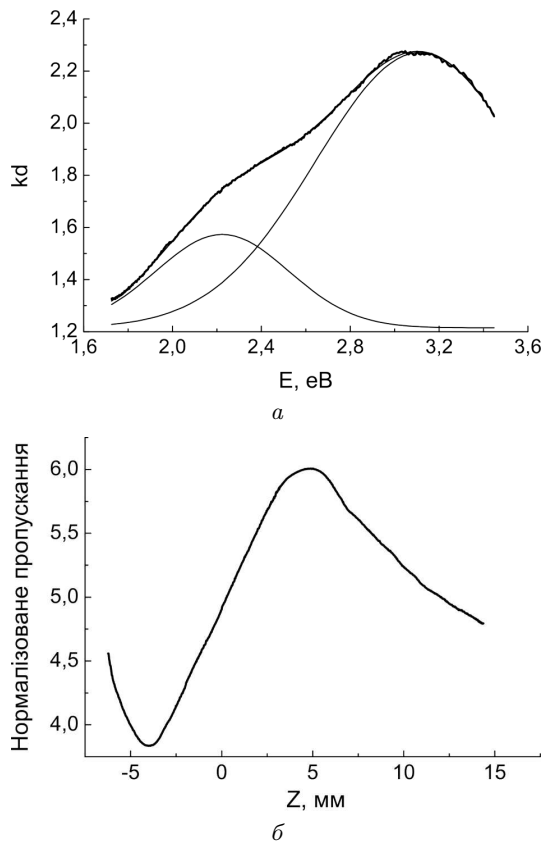 2,4
2,2
2,0
1,8
1,6
1,4
1,2
kd
1,6 2,0 2,4 2,8 3,2 3,6
E, еВ
а
6,0
5,5
5,0
4,5
4,0
Нормалізоване пропускання
-5 0 5 10 15
Z, мм
б